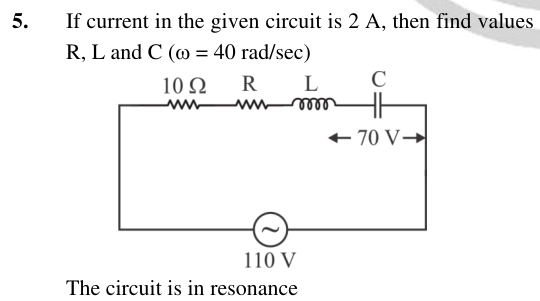 5. If current in the given circuit is 2 A, then find values
R, L and C (ω = 40 rad/sec)
10 Ω R L C
70 V
~
110 V
The circuit is in resonance